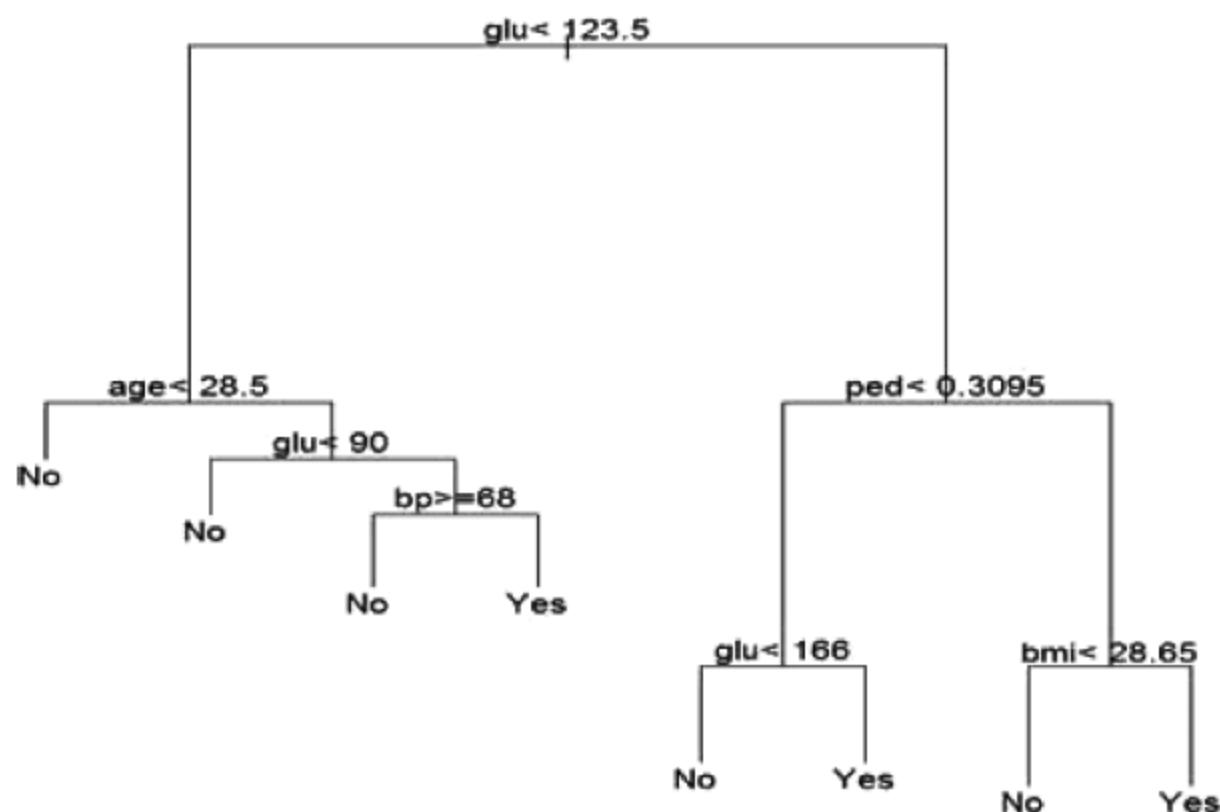 glu< 123.5
age< 28.5
ped< 0.3095
glu< 90
No
bp>=68
No
No
Yes
glu< 166
bmi< 28.65
No
Yes
No
Yes